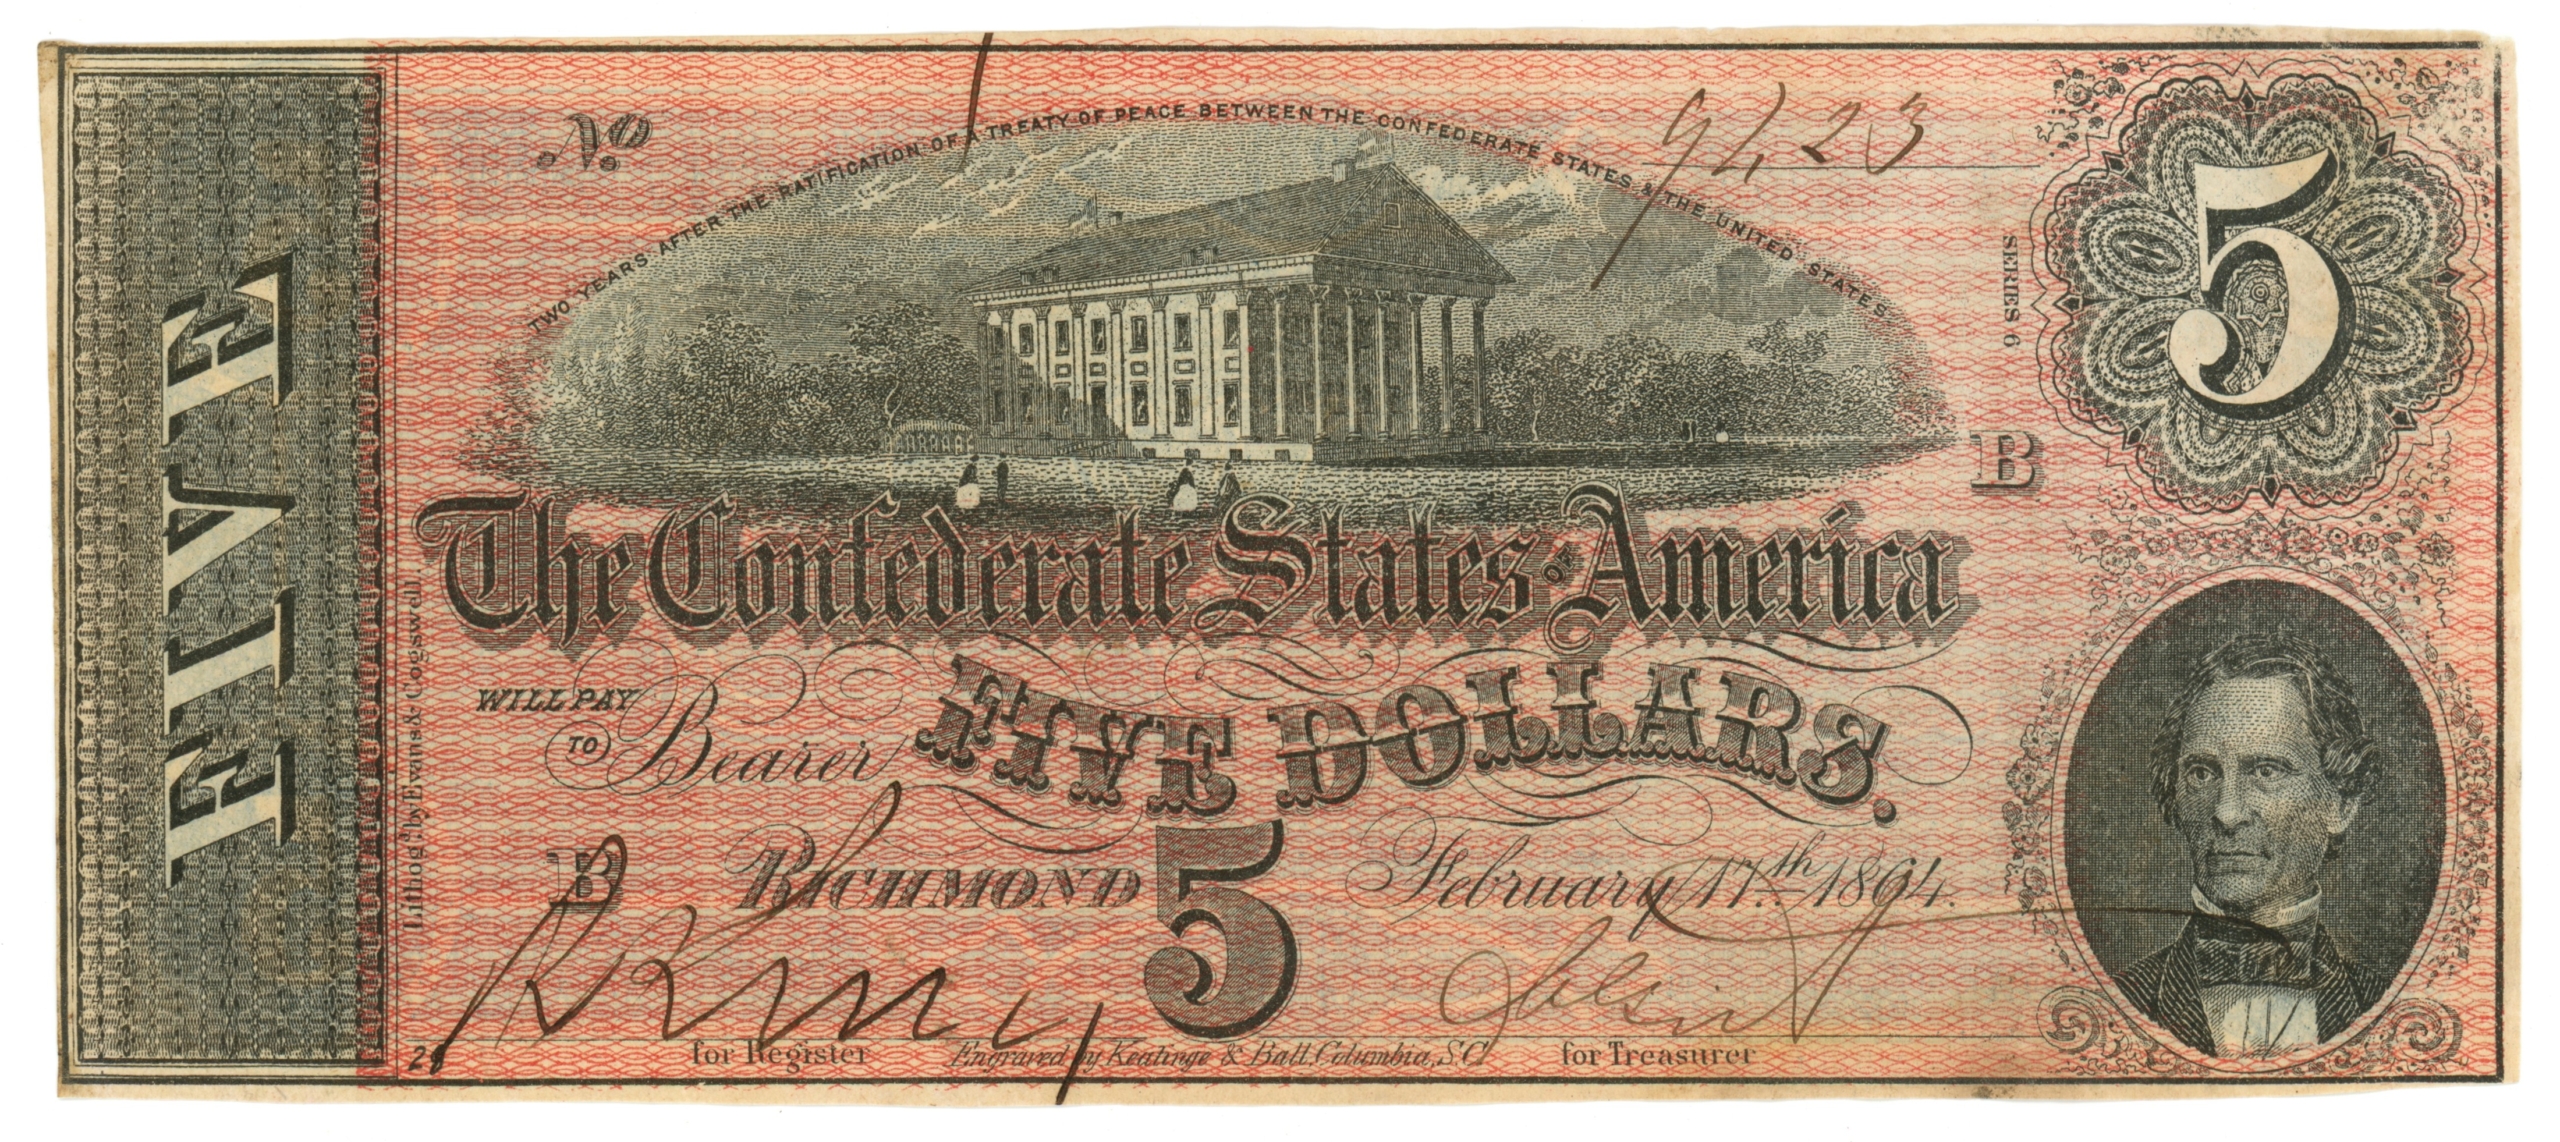 No
9423
TWO YEARS AFTER THE RATIFICATION OF A TREATY OF PEACE BETWEEN THE CONFEDERATE STATES & THE UNITED STATES
5
SERIES 6
B
FIVE
The Confederate States OF America
WILL PAY
TO Bearer FIVE DOLLARS.
B RICHMOND 5 February 17th 1864.
Lithog'd by Evans & Cogswell
28
for Register
Engraved by Keatinge & Ball, Columbia, S.C.
for Treasurer